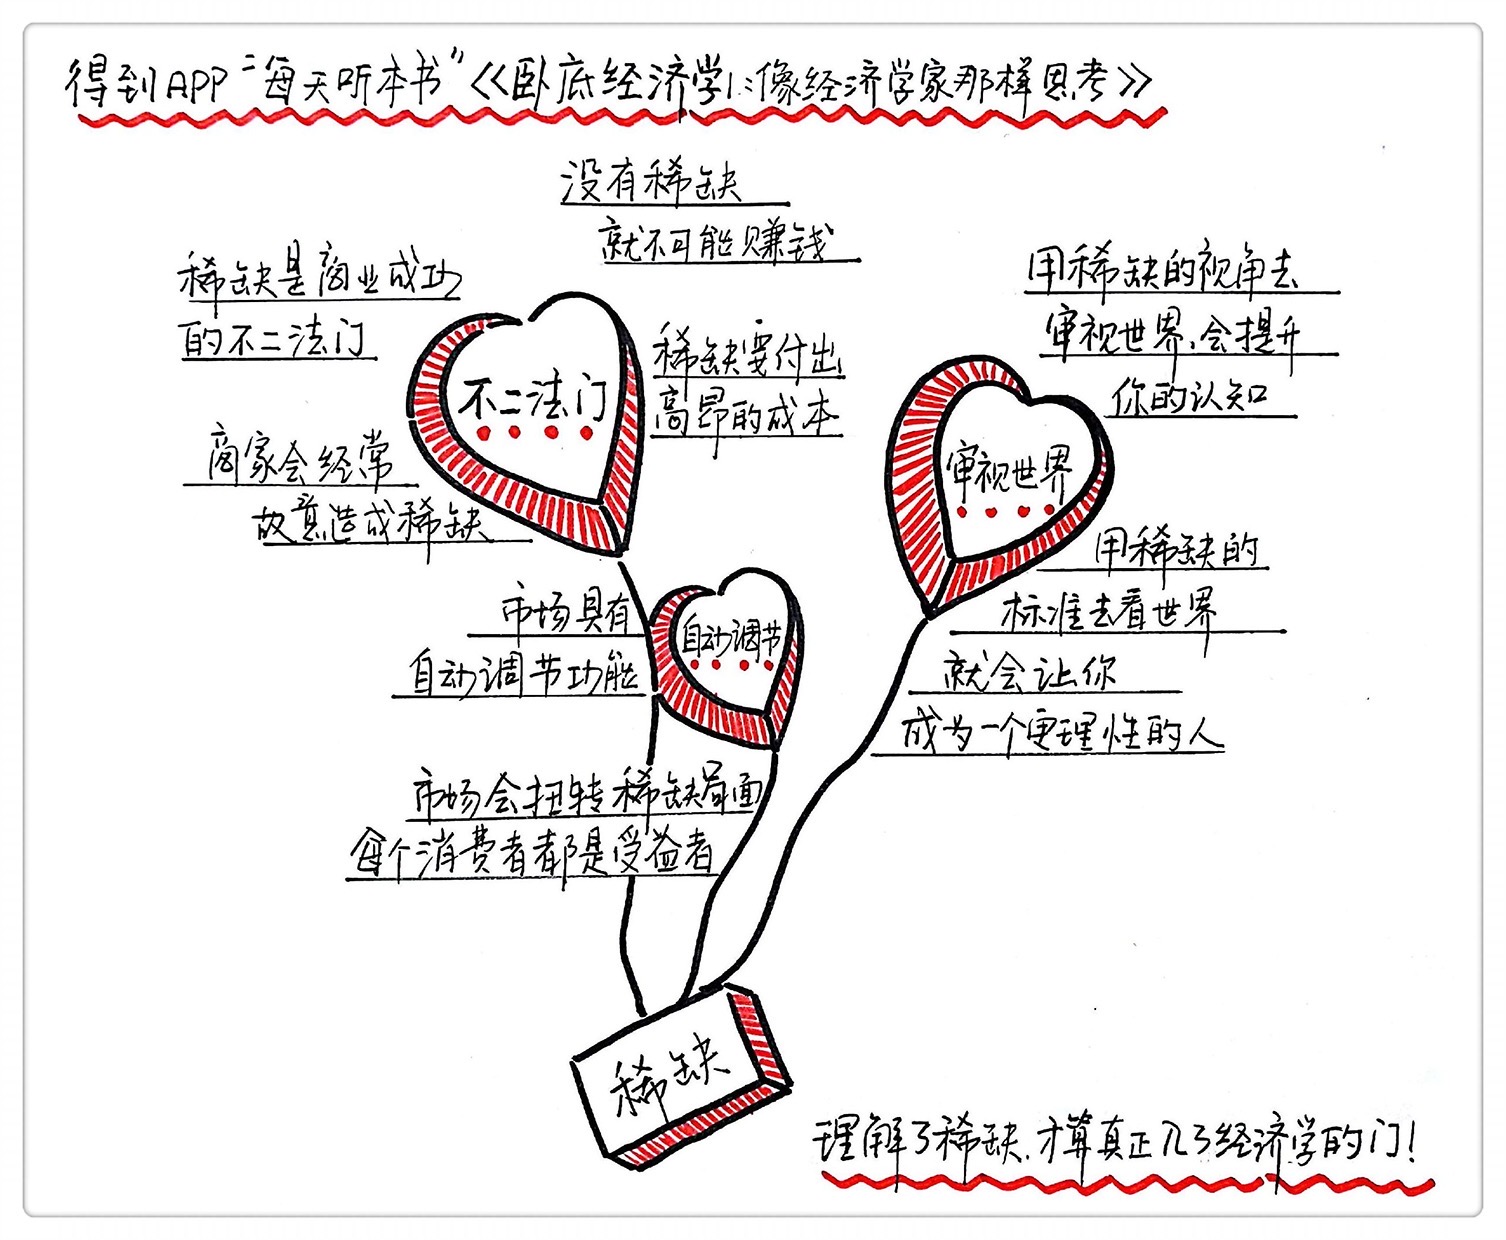 得到APP“每天听本书”《卧底经济学1:像经济学家那样思考》
没有稀缺
就不可能赚钱
稀缺是商业成功
的不二法门
不二法门
稀缺要付出
高昂的成本
商家会经常
故意造成稀缺
用稀缺的视角去
审视世界,会提升
你的认知
审视世界
用稀缺的
标准去看世界
就会让你
成为一个更理性的人
市场具有
自动调节功能
自动调节
市场会扭转稀缺局面
每个消费者都是受益者
稀缺
理解了稀缺,才算真正入了经济学的门!